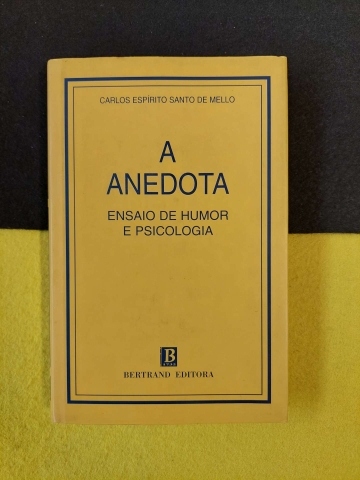 CARLOS ESPÍRITO SANTO DE MELLO
A
ANEDOTA
ENSAIO DE HUMOR
E PSICOLOGIA
B
BERTRAND EDITORA